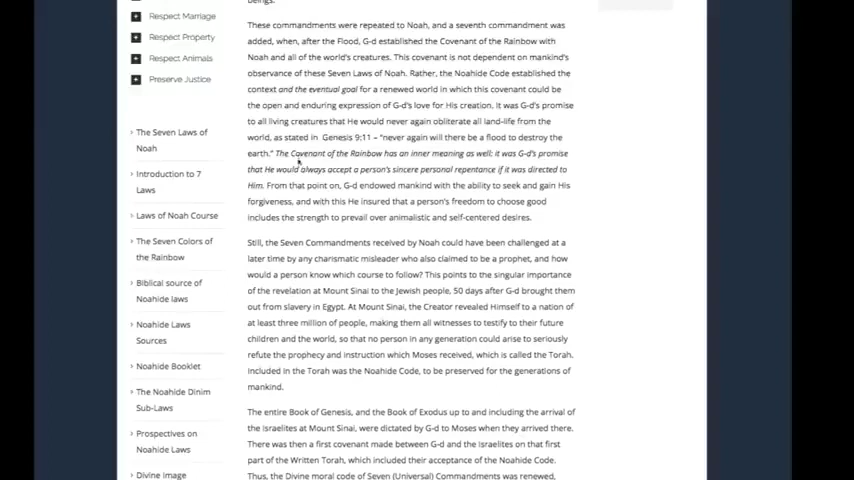 Respect Marriage
Respect Property
Respect Animals
Preserve Justice
The Seven Laws of
Noah
Introduction to 7
Laws
Laws of Noah Course
The Seven Colors of
the Rainbow
Biblical source of
Noahide laws
Noahide Laws
Sources
Noahide Booklet
The Noahide Dinim
Sub-Laws
Prospectives on
Noahide Laws
Divine image
beings.
These commandments were repeated to Noah, and a seventh commandment was
added, when, after the Flood, G-d established the Covenant of the Rainbow with
Noah and all of the world's creatures. This covenant is not dependent on mankind's
observance of these Seven Laws of Noah. Rather, the Noahide Code established the
context and the eventual goal for a renewed world in which this covenant could be
the open and enduring expression of G-d's love for His creation. It was G-d's promise
to all living creatures that He would never again obliterate all land-life from the
world, as stated in Genesis 9:11 – "never again will there be a flood to destroy the
earth." The Covenant of the Rainbow has an inner meaning as well: it was G-d's promise
that He would always accept a person's sincere personal repentance if it was directed to
Him. From that point on, G-d endowed mankind with the ability to seek and gain His
forgiveness, and with this He insured that a person's freedom to choose good
includes the strength to prevail over animalistic and self-centered desires.
Still, the Seven Commandments received by Noah could have been challenged at a
later time by any charismatic misleader who also claimed to be a prophet, and how
would a person know which course to follow? This points to the singular importance
of the revelation at Mount Sinai to the Jewish people, 50 days after G-d brought them
out from slavery in Egypt. At Mount Sinai, the Creator revealed Himself to a nation of
at least three million of people, making them all witnesses to testify to their future
children and the world, so that no person in any generation could arise to seriously
refute the prophecy and instruction which Moses received, which is called the Torah.
Included in the Torah was the Noahide Code, to be preserved for the generations of
mankind.
The entire Book of Genesis, and the Book of Exodus up to and including the arrival of
the Israelites at Mount Sinai, were dictated by G-d to Moses when they arrived there.
There was then a first covenant made between G-d and the Israelites on that first
part of the Written Torah, which included their acceptance of the Noahide Code.
Thus, the Divine moral code of Seven (Universal) Commandments was renewed,